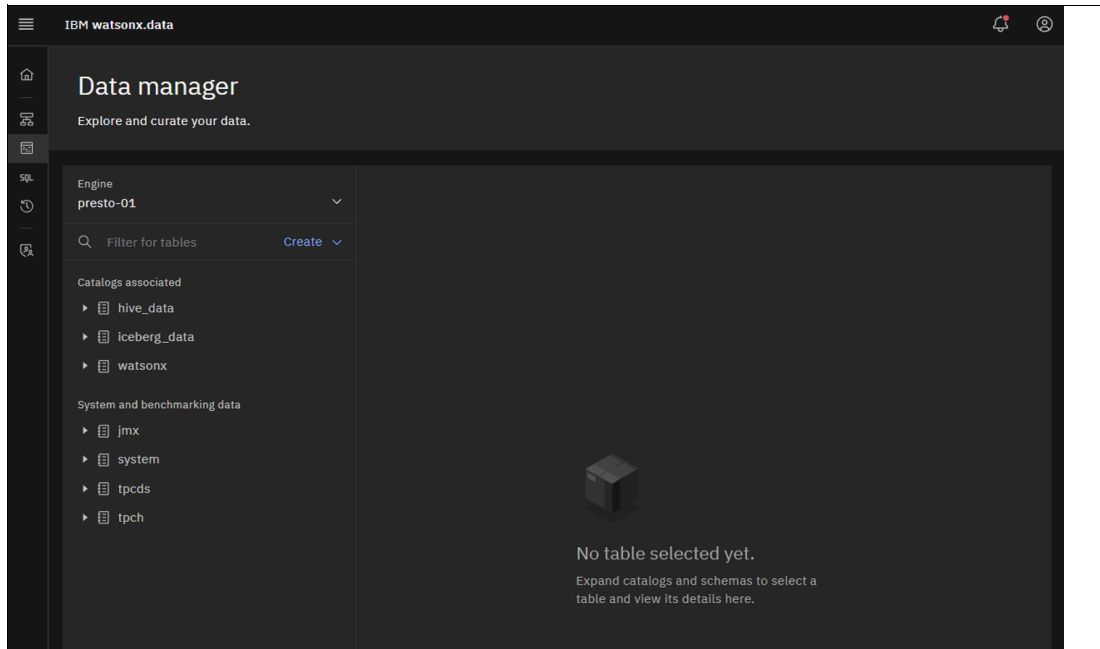 IBM watsonx.data
Data manager
Explore and curate your data.
SQL
Engine
presto-01
Filter for tables
Create
Catalogs associated
hive_data
iceberg_data
watsonx
System and benchmarking data
jmx
system
tpcds
tpch
No table selected yet.
Expand catalogs and schemas to select a
table and view its details here.